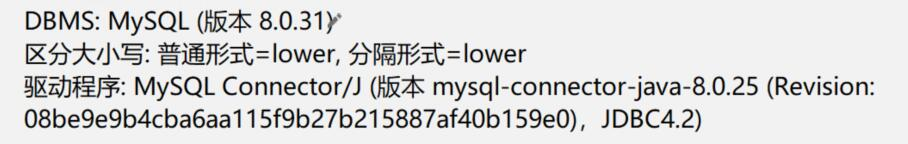 DBMS: MySQL (版本 8.0.31)
区分大小写: 普通形式=lower, 分隔形式=lower
驱动程序: MySQL Connector/J (版本 mysql-connector-java-8.0.25 (Revision:
08be9e9b4cba6aa115f9b27b215887af40b159e0)，JDBC4.2)